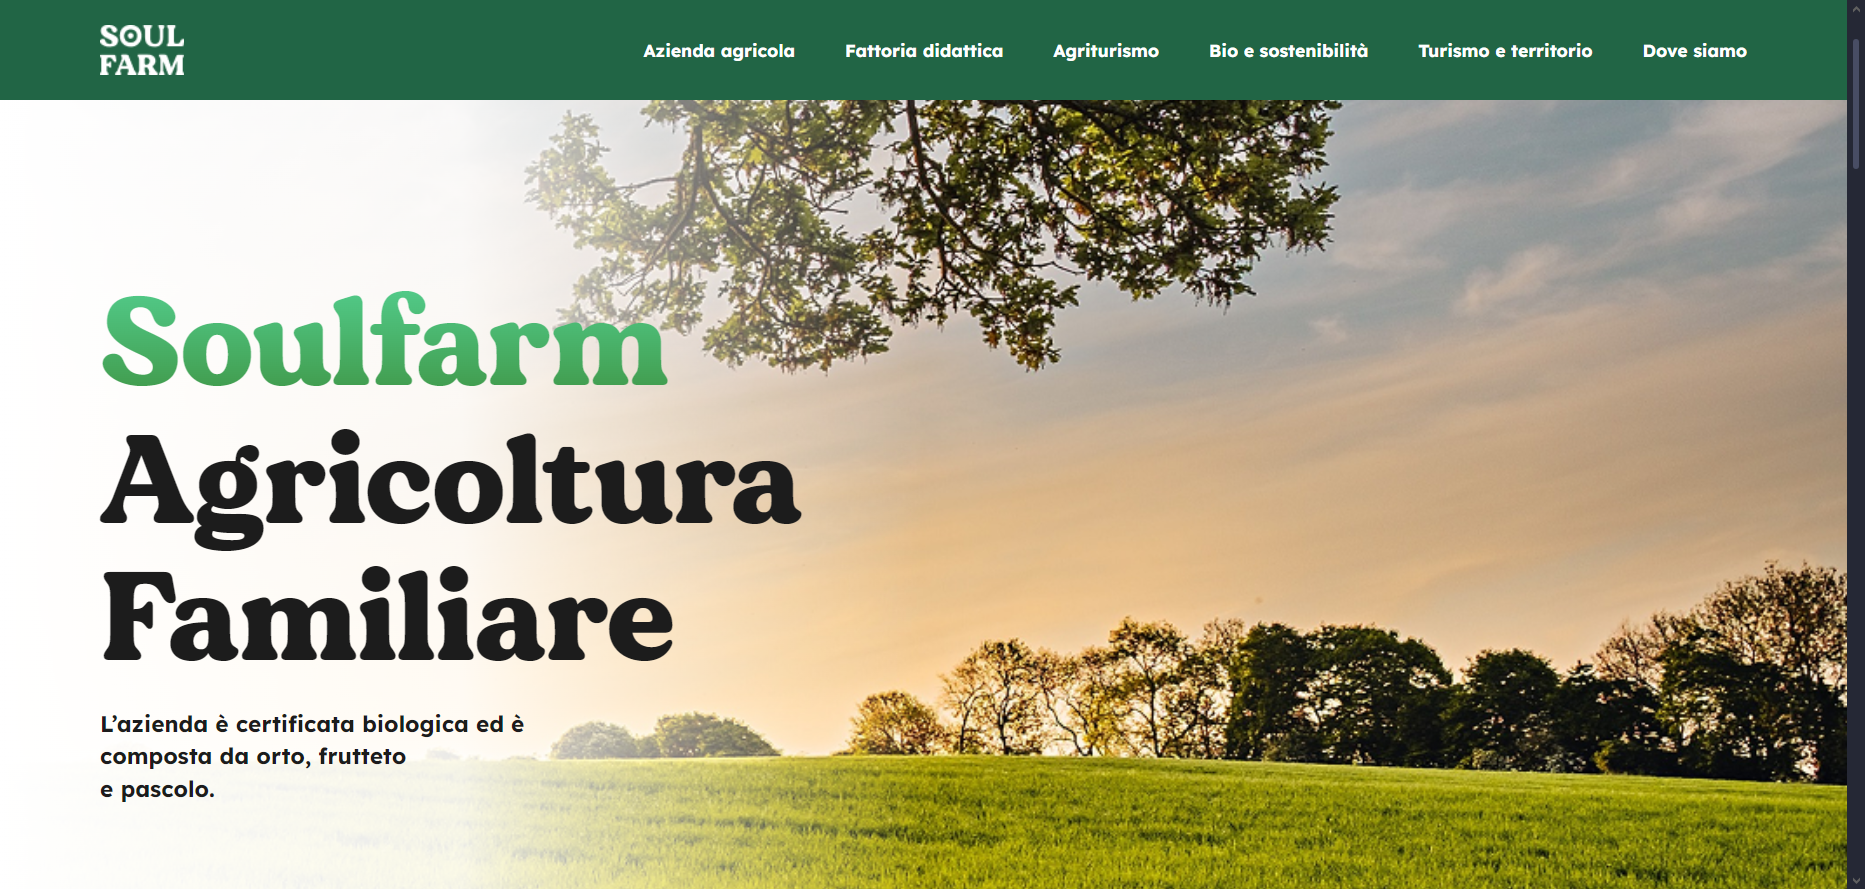 SOUL
FARM
Azienda agricola
Fattoria didattica
Agriturismo
Bio e sostenibilità
Turismo e territorio
Dove siamo
Soulfarm
Agricoltura
Familiare
L’azienda è certificata biologica ed è
composta da orto, frutteto
e pascolo.